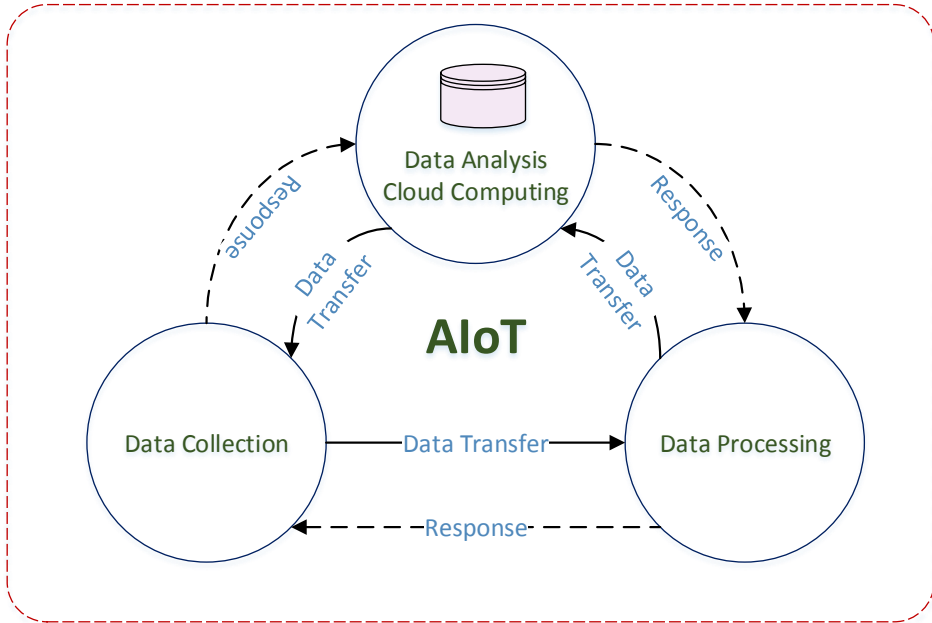 Data Analysis
Cloud Computing
Response
Response
Data
Transfer
Data
Transfer
AIoT
Data Collection
Data Transfer
Data Processing
Response